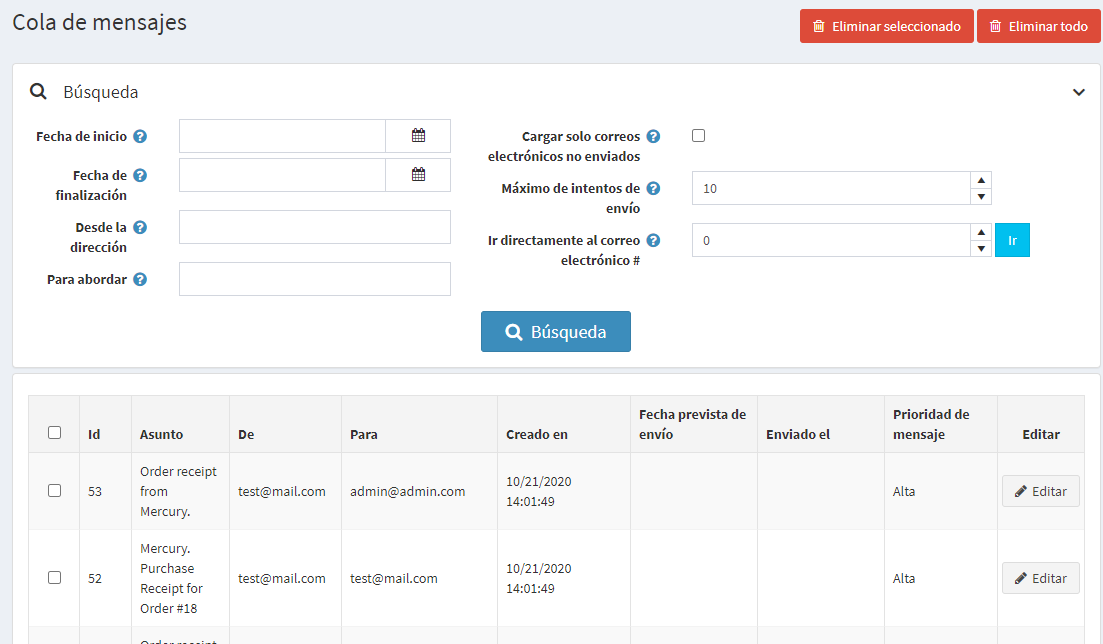 Cola de mensajes
Eliminar seleccionado
Eliminar todo
Búsqueda
Fecha de inicio ?
Fecha de ?
finalización
Desde la ?
dirección
Para abordar ?
Cargar solo correos ?
electrónicos no enviados
Máximo de intentos de ?
envío
10
Ir directamente al correo ?
electrónico #
0
Ir
Búsqueda
Id
Asunto
De
Para
Creado en
Fecha prevista de
envío
Enviado el
Prioridad de
mensaje
Editar
53
Order receipt
from
Mercury.
test@mail.com
admin@admin.com
10/21/2020
14:01:49
Alta
Editar
52
Mercury.
Purchase
Receipt for
Order #18
test@mail.com
test@mail.com
10/21/2020
14:01:49
Alta
Editar
Order receipt